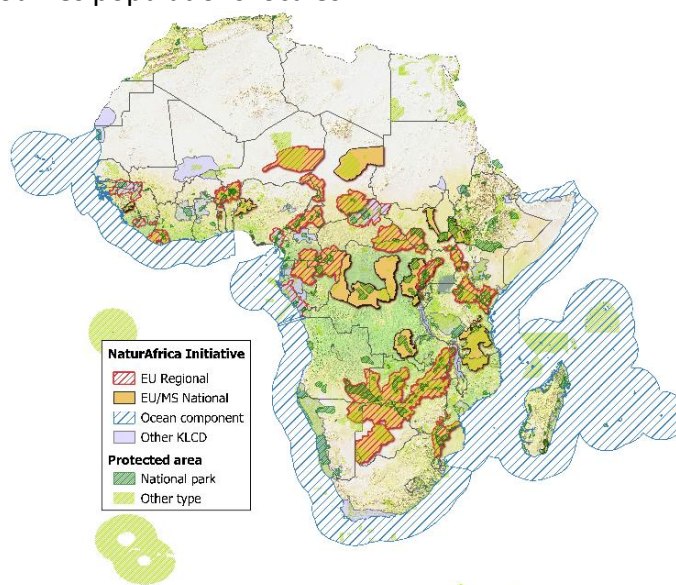 NaturAfrica Initiative
EU Regional
EU/MS National
Ocean component
Other KLCD
Protected area
National park
Other type